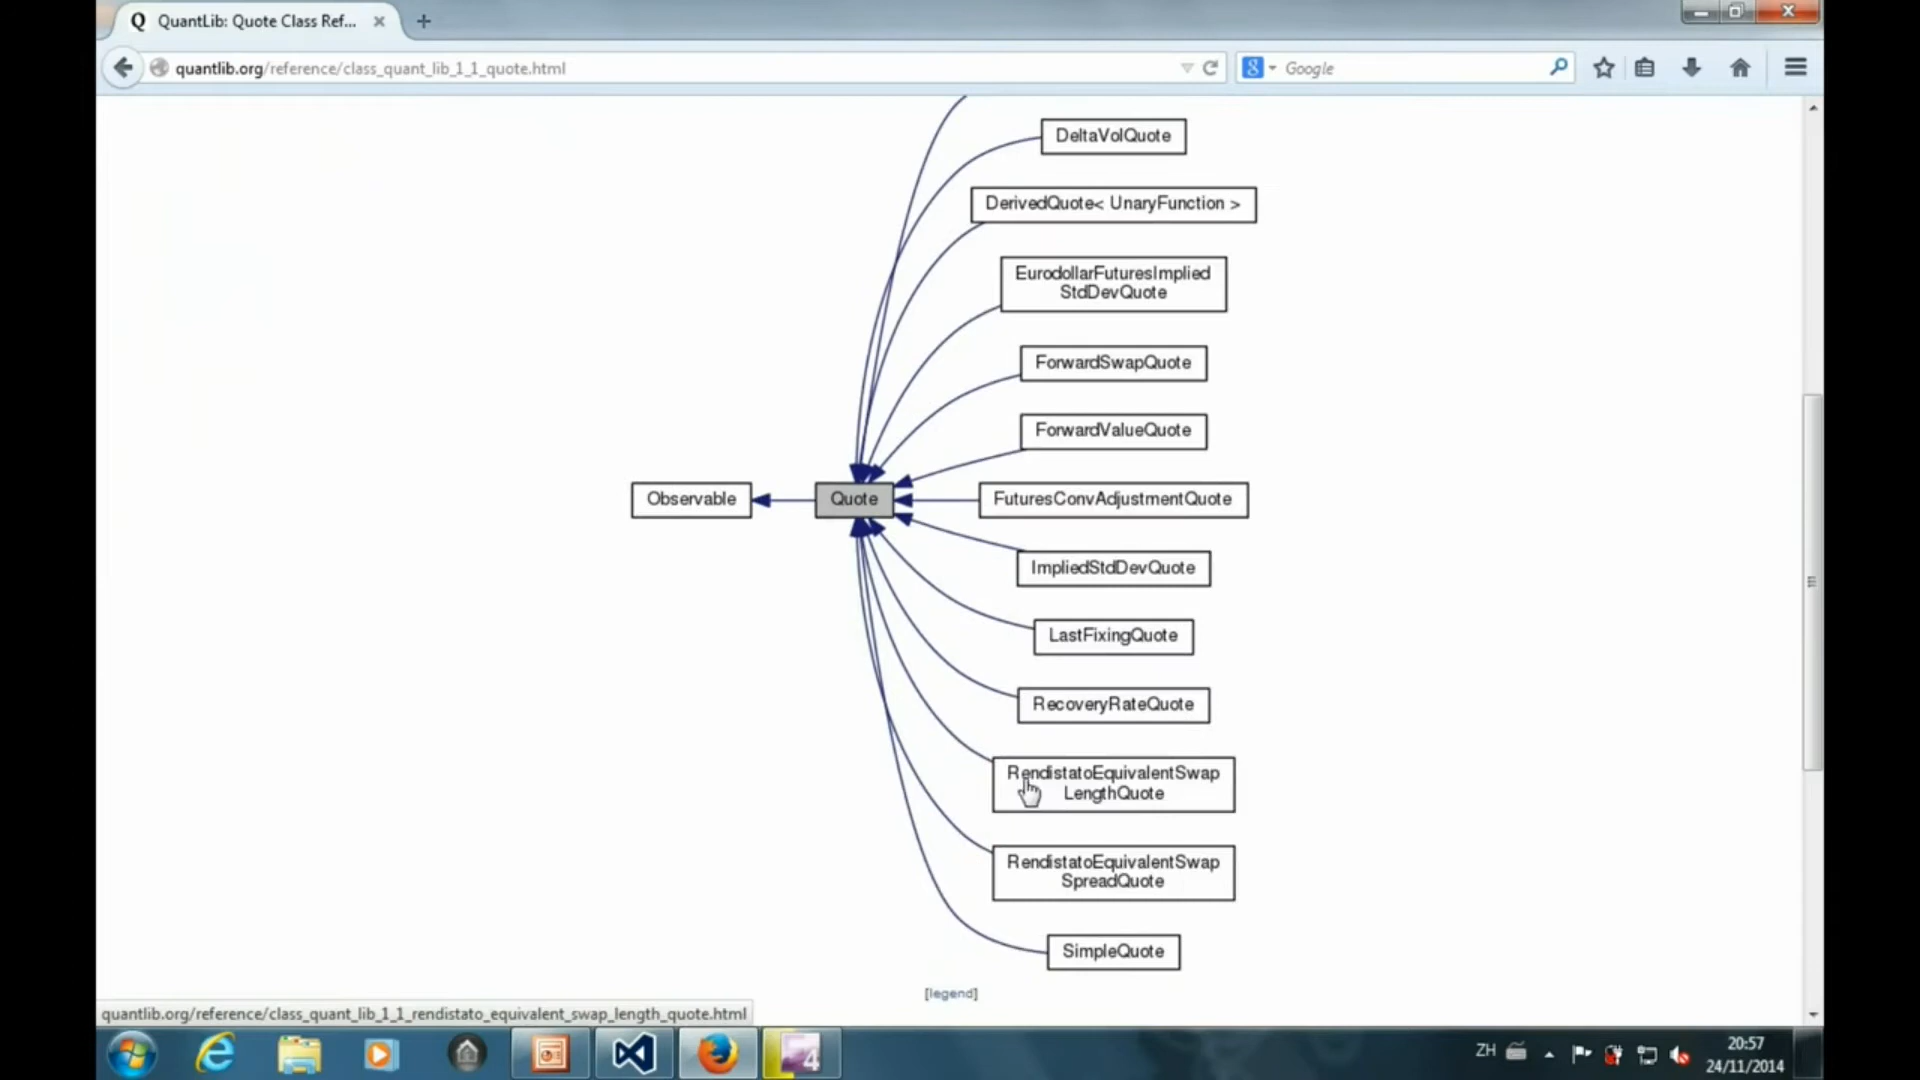 Q QuantLib: Quote Class Ref...
quantlib.org/reference/class_quant_lib_1_1_quote.html
8 Google
DeltaVolQuote
DerivedQuote< UnaryFunction >
EurodollarFuturesImplied
StdDevQuote
ForwardSwapQuote
ForwardValueQuote
Observable
Quote
FuturesConvAdjustmentQuote
ImpliedStdDevQuote
LastFixingQuote
RecoveryRateQuote
RendistatoEquivalentSwap
LengthQuote
RendistatoEquivalentSwap
SpreadQuote
SimpleQuote
[legend]
quantlib.org/reference/class_quant_lib_1_1_rendistato_equivalent_swap_length_quote.html
4
ZH
20:57
24/11/2014